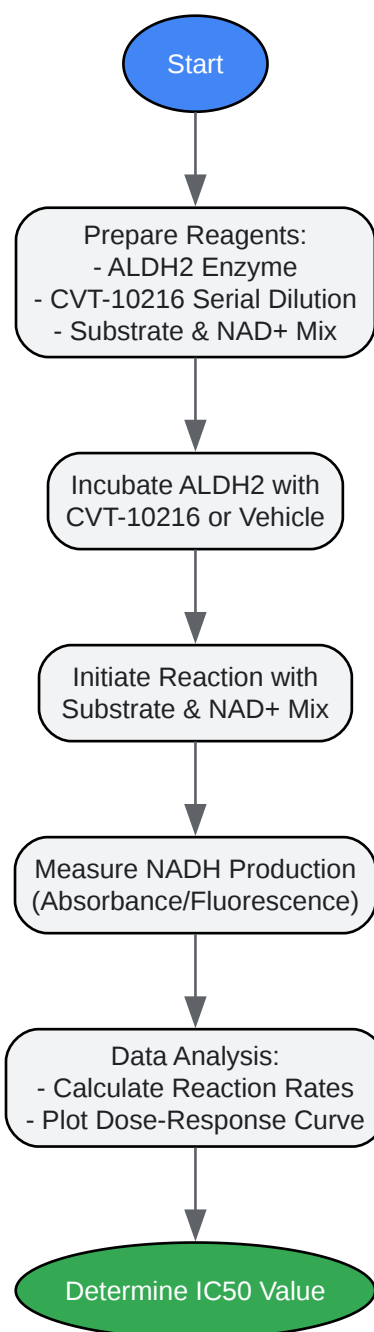 Start
Prepare Reagents:
- ALDH2 Enzyme
- CVT-10216 Serial Dilution
- Substrate & NAD+ Mix
Incubate ALDH2 with
CVT-10216 or Vehicle
Initiate Reaction with
Substrate & NAD+ Mix
Measure NADH Production
(Absorbance/Fluorescence)
Data Analysis:
- Calculate Reaction Rates
- Plot Dose-Response Curve
Determine IC50 Value